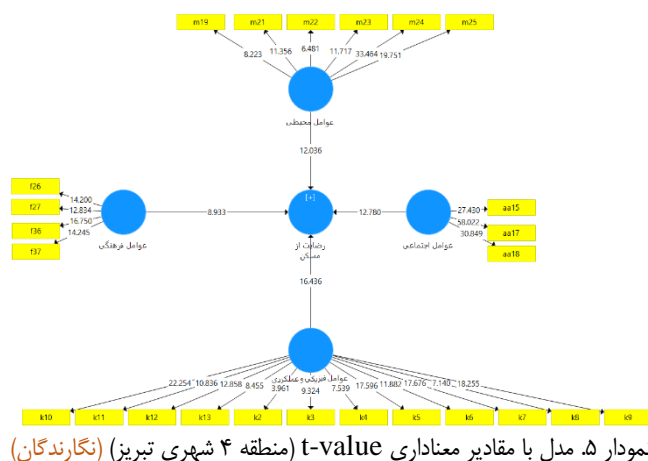 m19 m21 m22 m23 m24 m25
8.223 11.356 6.481 11.717 33.464 19.751
عوامل محیطی
12.036
f26
f27
f36
f37
14.200
12.834
16.750
14.245
عوامل فرهنگی
8.933
[+]
رضایت از
مسکن
12.780
عوامل اجتماعی
27.430
58.022
30.849
aa15
aa17
aa18
16.436
عوامل فیزیکی و عملکردی
22.254 10.836 12.858 8.455 3.961 9.324 7.539 17.596 11.882 17.676 7.140 18.255
k10 k11 k12 k13 k2 k3 k4 k5 k6 k7 k8 k9
نمودار ۵. مدل با مقادیر معناداری t-value (منطقه ۴ شهری تبریز) (نگارندگان)